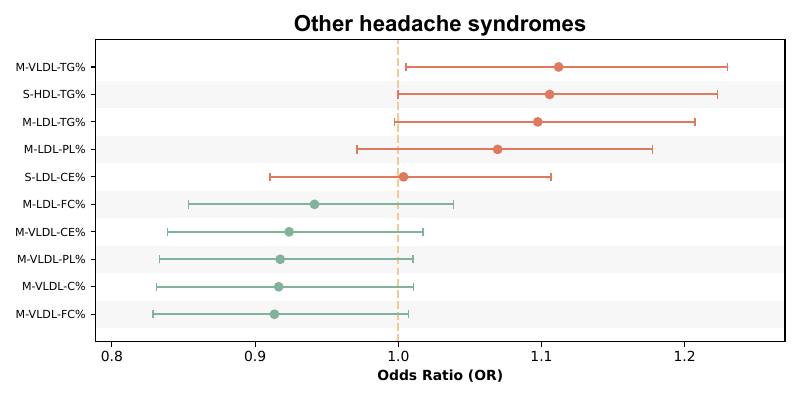 Other headache syndromes
M-VLDL-TG%
S-HDL-TG%
M-LDL-TG%
M-LDL-PL%
S-LDL-CE%
M-LDL-FC%
M-VLDL-CE%
M-VLDL-PL%
M-VLDL-C%
M-VLDL-FC%
0.8 0.9 1.0 1.1 1.2
Odds Ratio (OR)